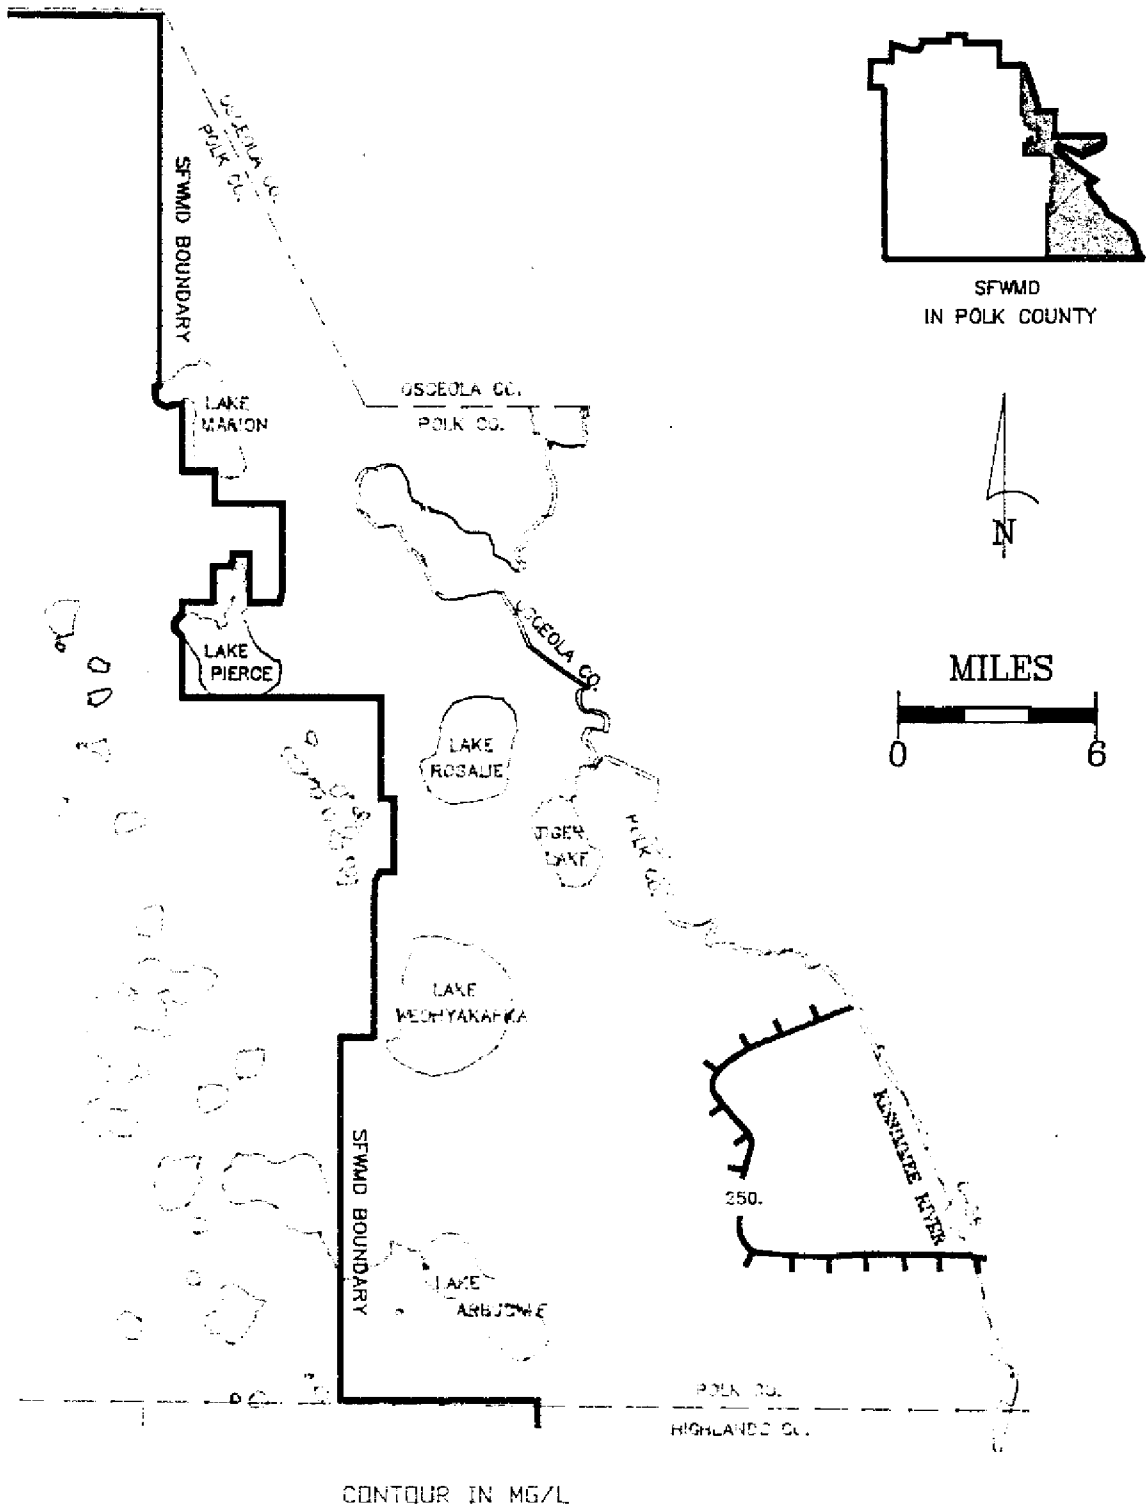 OSCEOLA CO.
POLK CO.
SFWMD BOUNDARY
SFWMD
IN POLK COUNTY
OSCEOLA CO.
POLK CO.
LAKE
MARION
N
OSCEOLA CO.
LAKE
PIERCE
MILES
0 6
LAKE
ROSALIE
TIGER
LAKE
POLK CO.
LAKE
WEOHYAKAPKA
KISSIMMEE RIVER
SFWMD BOUNDARY
250.
LAKE
POLK CO.
HIGHLANDS CO.
CONTOUR IN MG/L